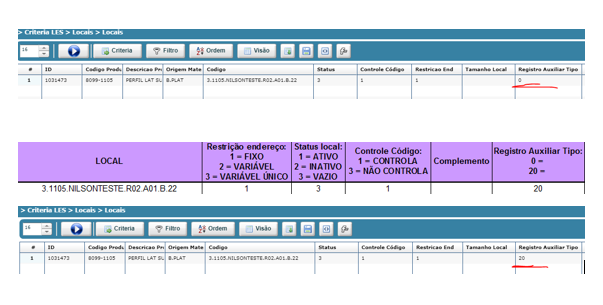 > Criteria LES > Locais > Locais
16 Criteria Filtro Ordem Visão
# ID Codigo Produ Descricao Pr Origem Mate Codigo Status Controle Código Restricao End Tamanho Local Registro Auxiliar Tipo
1 1031473 8099-1105 PERFIL LAT SU B.PLAT 3.1105.NILSONTESTE.R02.A01.B.22 3 1 1 0
LOCAL Restrição endereço: 1 = FIXO 2 = VARIÁVEL 3 = VARIÁVEL ÚNICO Status local: 1 = ATIVO 2 = INATIVO 3 = VAZIO Controle Código: 1 = CONTROLA 3 = NÃO CONTROLA Complemento Registro Auxiliar Tipo: 0 = 20 =
3.1105.NILSONTESTE.R02.A01.B.22 1 3 1 20
> Criteria LES > Locais > Locais
16 Criteria Filtro Ordem Visão
# ID Codigo Produ Descricao Pr Origem Mate Codigo Status Controle Código Restricao End Tamanho Local Registro Auxiliar Tipo
1 1031473 8099-1105 PERFIL LAT SU B.PLAT 3.1105.NILSONTESTE.R02.A01.B.22 3 1 1 20